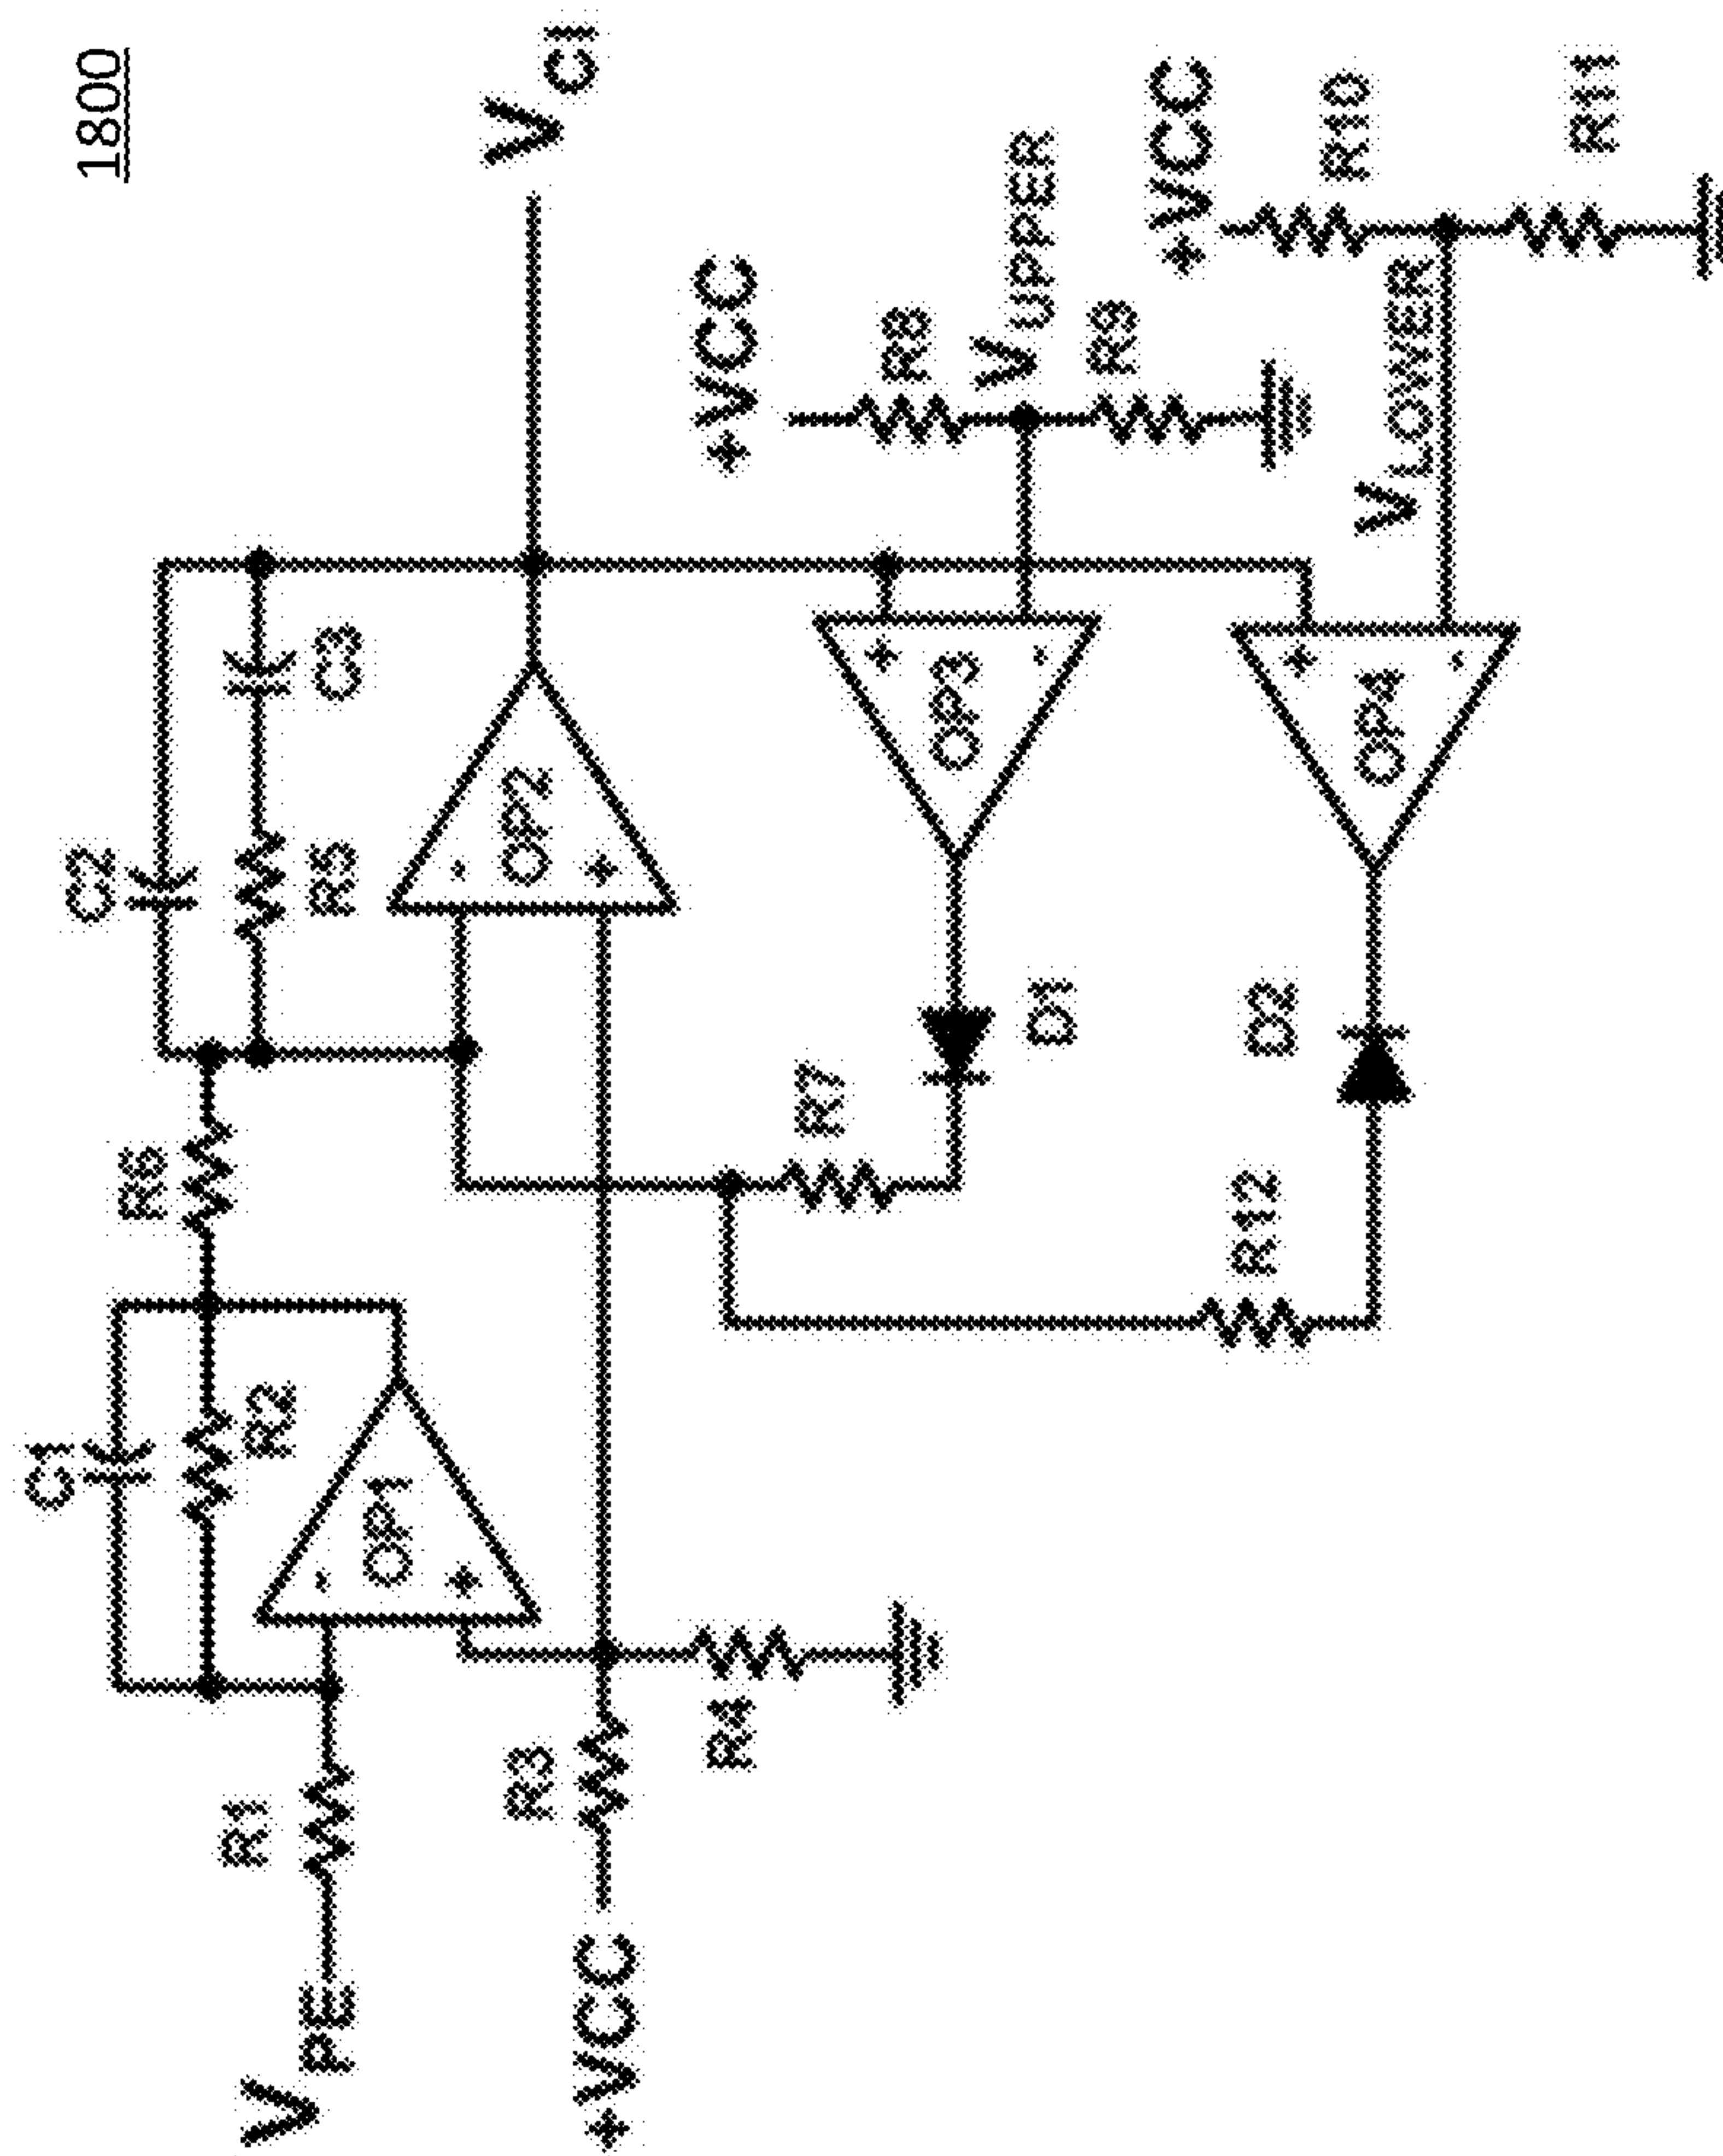 1800
C1
R2
R6
C2
R5
C3
VPE
R1
-
OP1
+
+VCC
R3
R4
-
OP2
+
Vcl
R7
D1
+
OP3
-
+VCC
R8
VUPPER
R9
R12
D2
+
OP4
-
VLOWER
+VCC
R10
R11